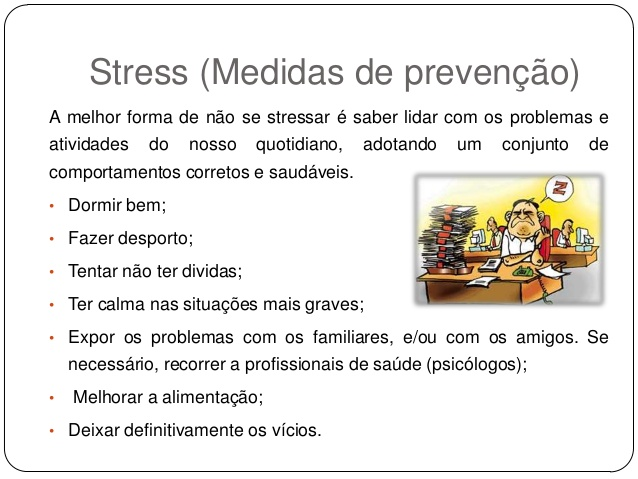 Stress (Medidas de prevenção)
A melhor forma de não se stressar é saber lidar com os problemas e
atividades do nosso quotidiano, adotando um conjunto de
comportamentos corretos e saudáveis.
• Dormir bem;
• Fazer desporto;
• Tentar não ter dividas;
• Ter calma nas situações mais graves;
• Expor os problemas com os familiares, e/ou com os amigos. Se
necessário, recorrer a profissionais de saúde (psicólogos);
• Melhorar a alimentação;
• Deixar definitivamente os vícios.
Z